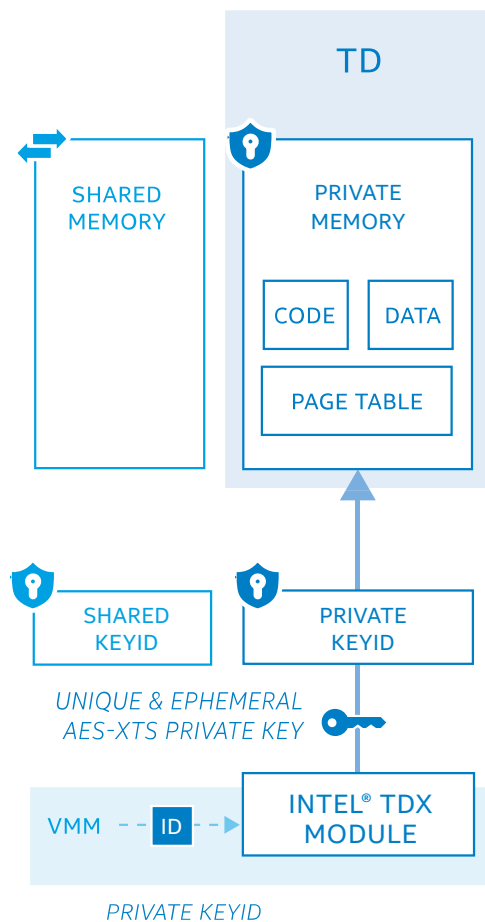 TD
SHARED
MEMORY
PRIVATE
MEMORY
CODE
DATA
PAGE TABLE
SHARED
KEYID
PRIVATE
KEYID
UNIQUE & EPHEMERAL
AES-XTS PRIVATE KEY
INTEL® TDX
MODULE
VMM
ID
PRIVATE KEYID